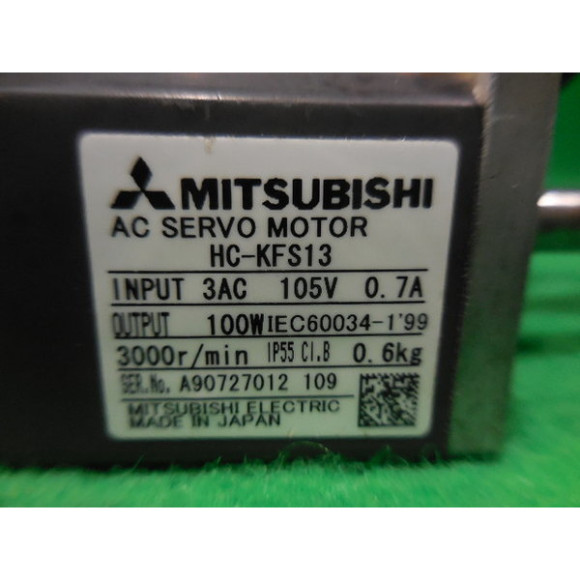 MITSUBISHI
AC SERVO MOTOR
HC-KFS13
INPUT 3AC 105V 0.7A
OUTPUT 100W IEC60034-1'99
3000r/min IP55 Cl.B 0.6kg
SER.No. A90727012 109
MITSUBISHI ELECTRIC
MADE IN JAPAN